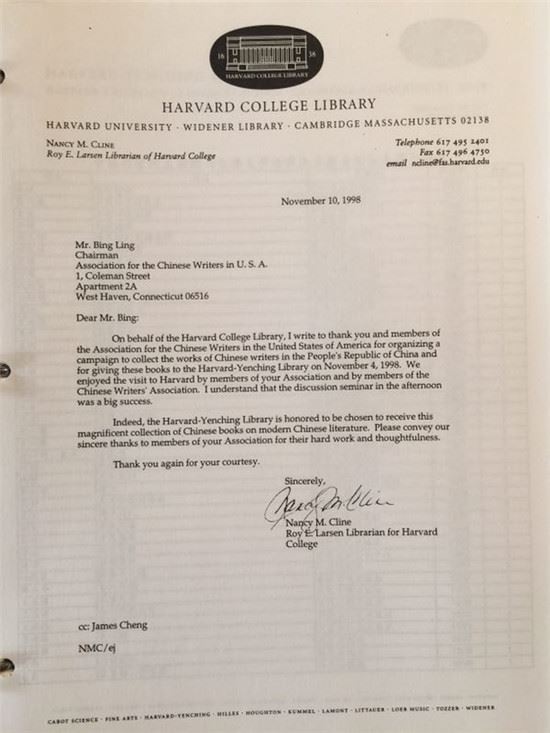 16 38
HARVARD COLLEGE LIBRARY
HARVARD COLLEGE LIBRARY
HARVARD UNIVERSITY · WIDENER LIBRARY · CAMBRIDGE MASSACHUSETTS 02138
NANCY M. CLINE
Roy E. Larsen Librarian of Harvard College
Telephone 617 495 2401
Fax 617 496 4750
email ncline@fas.harvard.edu
November 10, 1998
Mr. Bing Ling
Chairman
Association for the Chinese Writers in U. S. A.
1, Coleman Street
Apartment 2A
West Haven, Connecticut 06516
Dear Mr. Bing:
On behalf of the Harvard College Library, I write to thank you and members of
the Association for the Chinese Writers in the United States of America for organizing a
campaign to collect the works of Chinese writers in the People's Republic of China and
for giving these books to the Harvard-Yenching Library on November 4, 1998. We
enjoyed the visit to Harvard by members of your Association and by members of the
Chinese Writers' Association. I understand that the discussion seminar in the afternoon
was a big success.
Indeed, the Harvard-Yenching Library is honored to be chosen to receive this
magnificent collection of Chinese books on modern Chinese literature. Please convey our
sincere thanks to members of your Association for their hard work and thoughtfulness.
Thank you again for your courtesy.
Sincerely,
Nancy M. Cline
Nancy M. Cline
Roy E. Larsen Librarian for Harvard
College
cc: James Cheng
NMC/ej
CABOT SCIENCE · FINE ARTS · HARVARD-YENCHING · HILLES · HOUGHTON · KUMMEL · LAMONT · LITTAUER · LOEB MUSIC · TOZZER · WIDENER